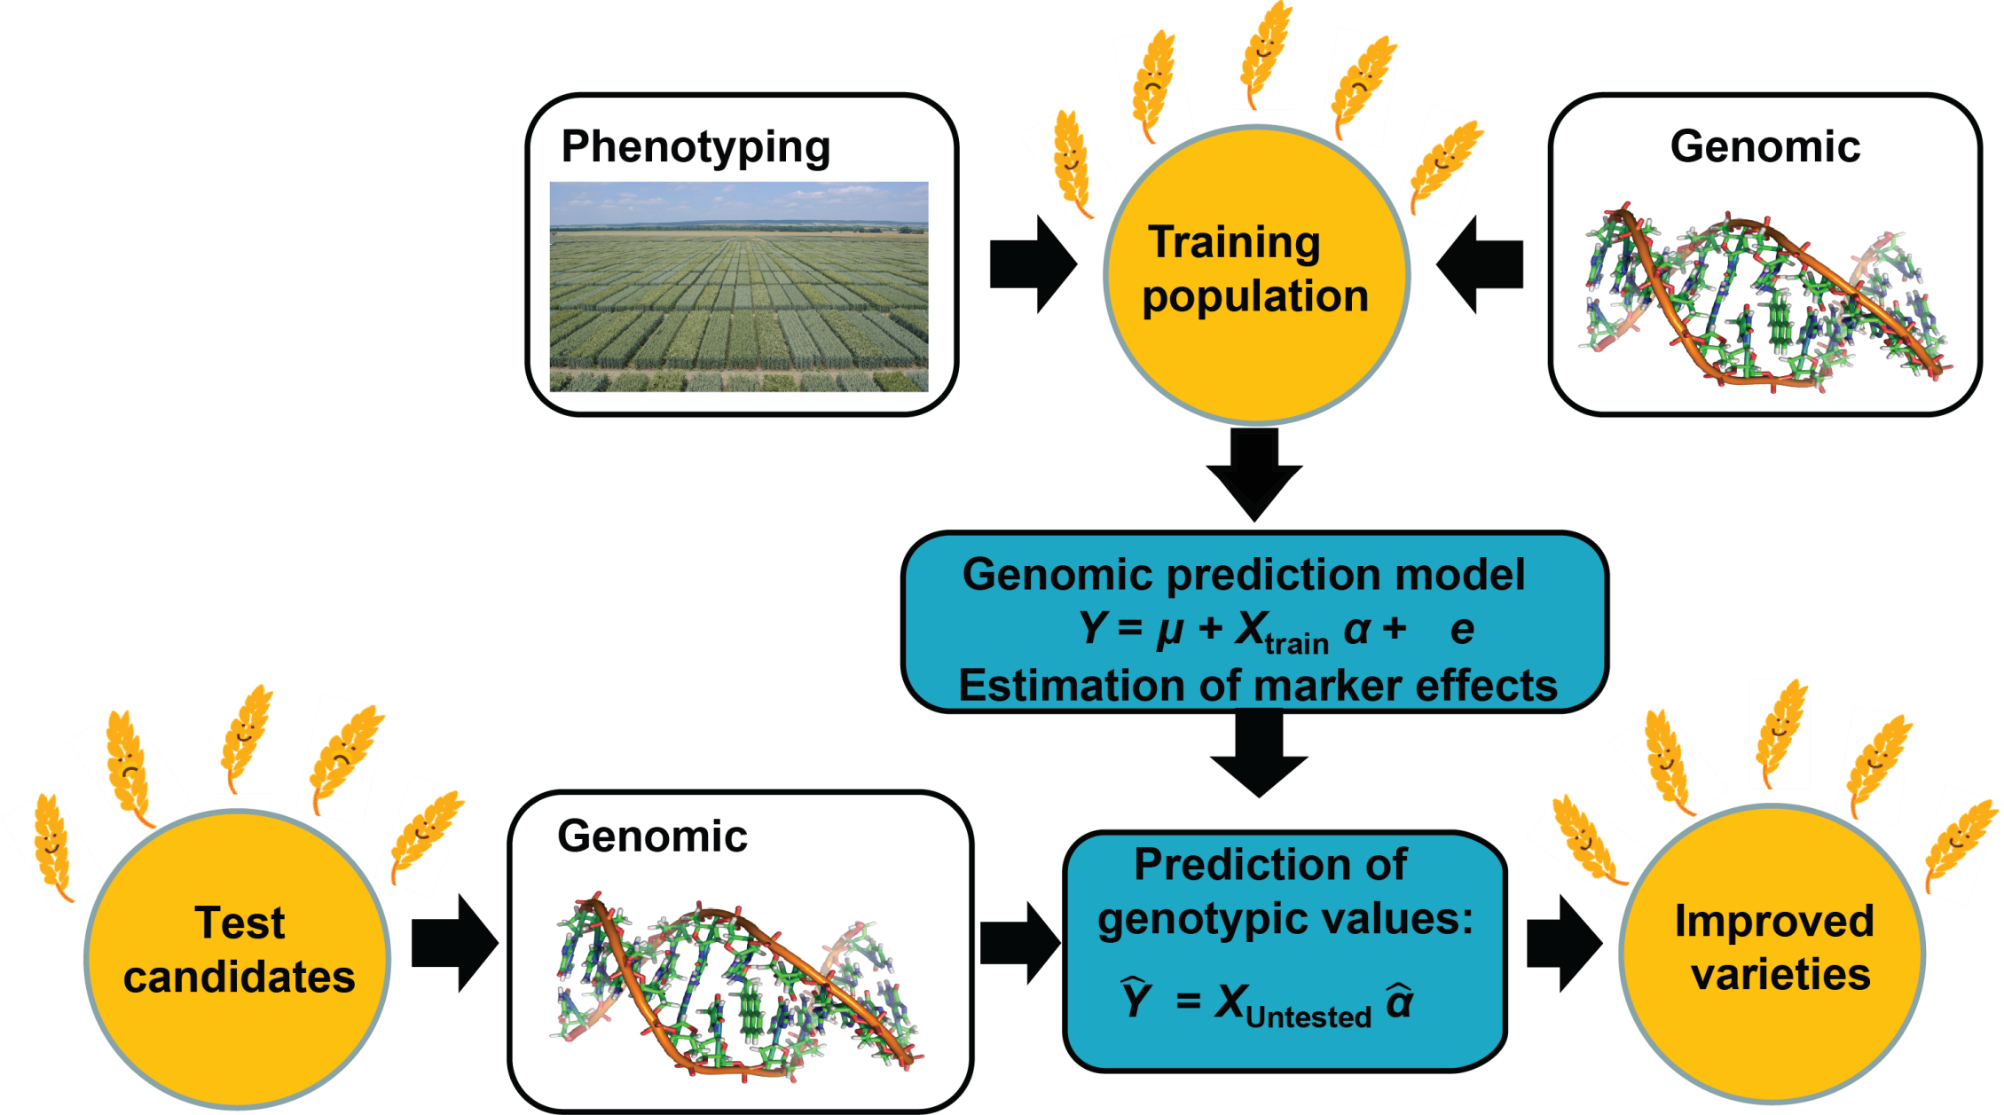 Phenotyping
Training
population
Genomic
Genomic prediction model
Y = μ + Xtrain α + e
Estimation of marker effects
Test
candidates
Genomic
Prediction of
genotypic values:
Ŷ = XUntested α̂
Improved
varieties